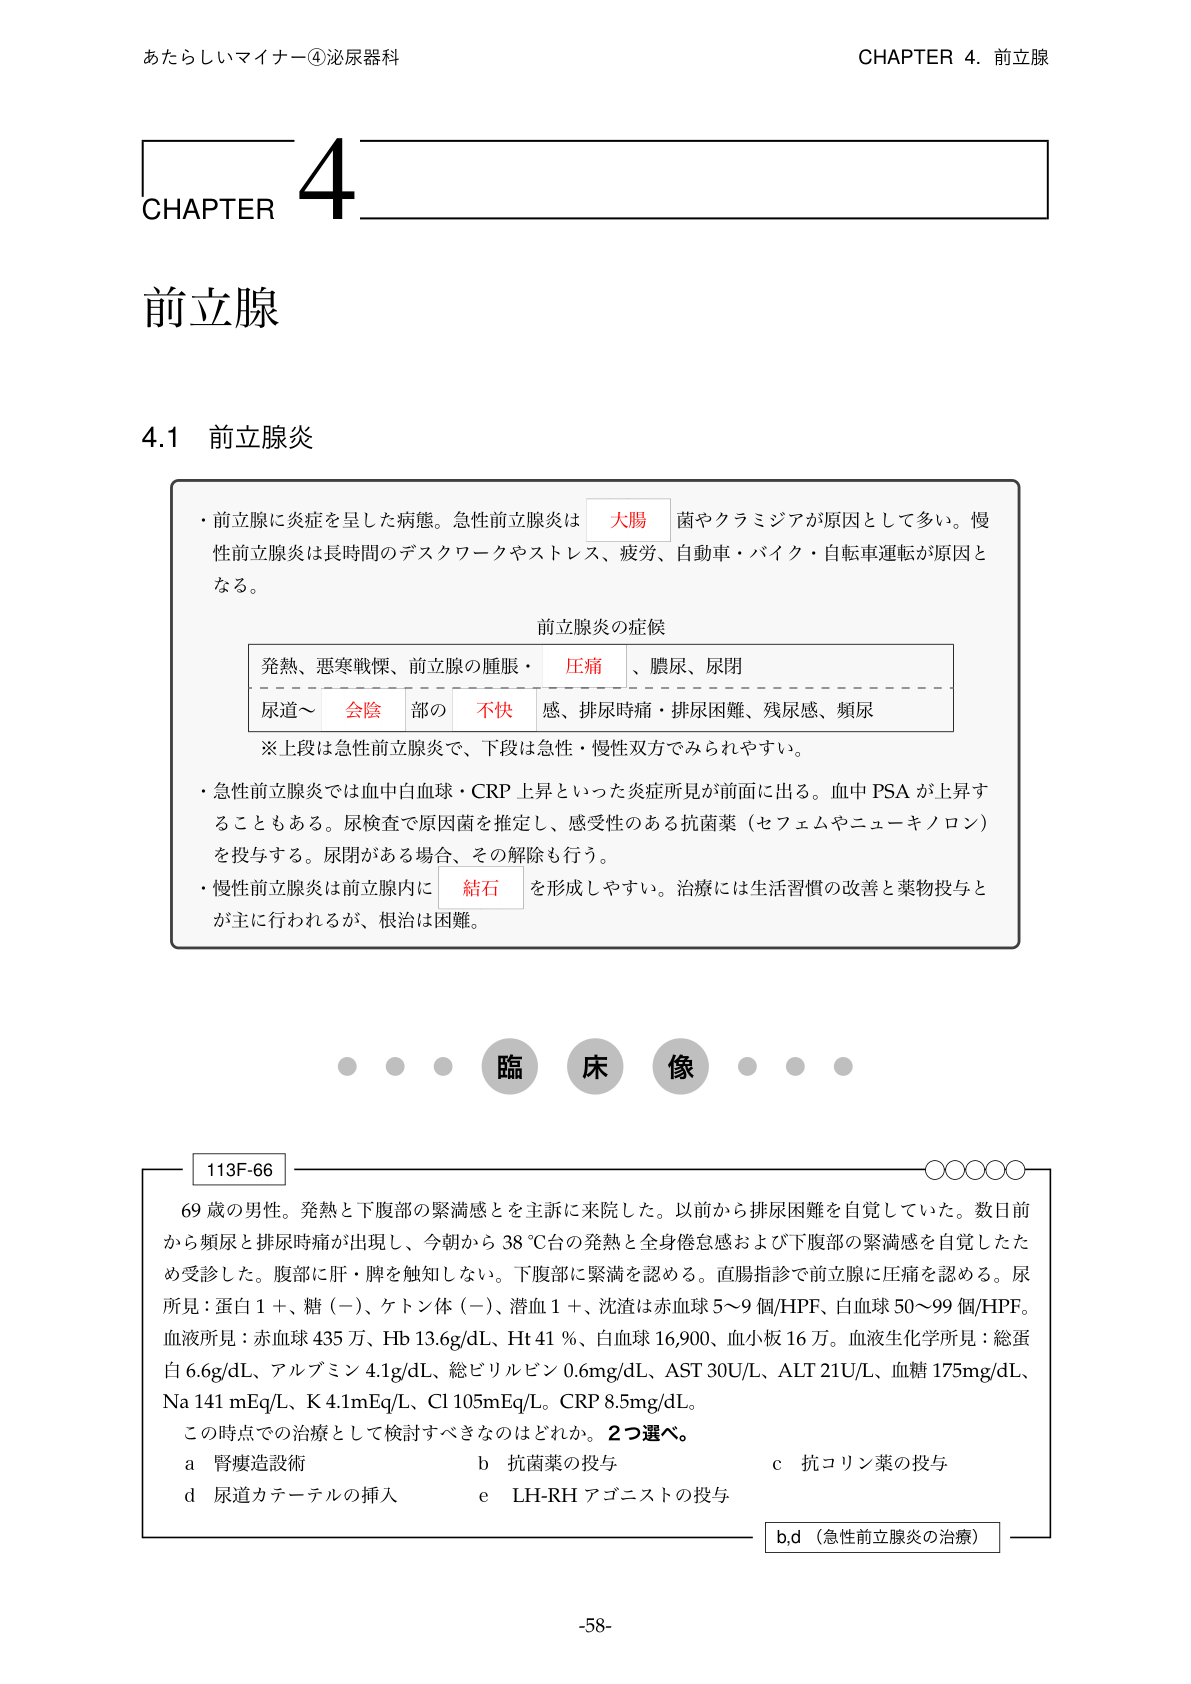 あたらしいマイナー④泌尿器科
CHAPTER 4. 前立腺
CHAPTER 4
前立腺
4.1 前立腺炎
・前立腺に炎症を呈した病態。急性前立腺炎は 大腸 菌やクラミジアが原因として多い。慢
性前立腺炎は長時間のデスクワークやストレス、疲労、自動車・バイク・自転車運転が原因と
なる。
前立腺炎の症候
発熱、悪寒戦慄、前立腺の腫脹・ 圧痛 、膿尿、尿閉
尿道〜 会陰 部の 不快 感、排尿時痛・排尿困難、残尿感、頻尿
※上段は急性前立腺炎で、下段は急性・慢性双方でみられやすい。
・急性前立腺炎では血中白血球・CRP 上昇といった炎症所見が前面に出る。血中 PSA が上昇す
ることもある。尿検査で原因菌を推定し、感受性のある抗菌薬（セフェムやニューキノロン）
を投与する。尿閉がある場合、その解除も行う。
・慢性前立腺炎は前立腺内に 結石 を形成しやすい。治療には生活習慣の改善と薬物投与と
が主に行われるが、根治は困難。
臨床像
113F-66
69 歳の男性。発熱と下腹部の緊満感とを主訴に来院した。以前から排尿困難を自覚していた。数日前
から頻尿と排尿時痛が出現し、今朝から 38 ℃台の発熱と全身倦怠感および下腹部の緊満感を自覚したた
め受診した。腹部に肝・脾を触知しない。下腹部に緊満を認める。直腸指診で前立腺に圧痛を認める。尿
所見：蛋白 1 ＋、糖（−）、ケトン体（−）、潜血 1 ＋、沈渣は赤血球 5〜9 個/HPF、白血球 50〜99 個/HPF。
血液所見：赤血球 435 万、Hb 13.6g/dL、Ht 41 %、白血球 16,900、血小板 16 万。血液生化学所見：総蛋
白 6.6g/dL、アルブミン 4.1g/dL、総ビリルビン 0.6mg/dL、AST 30U/L、ALT 21U/L、血糖 175mg/dL、
Na 141 mEq/L、K 4.1mEq/L、Cl 105mEq/L。CRP 8.5mg/dL。
この時点での治療として検討すべきなのはどれか。2つ選べ。
a 腎瘻造設術 b 抗菌薬の投与 c 抗コリン薬の投与
d 尿道カテーテルの挿入 e LH-RH アゴニストの投与
b,d （急性前立腺炎の治療）
-58-